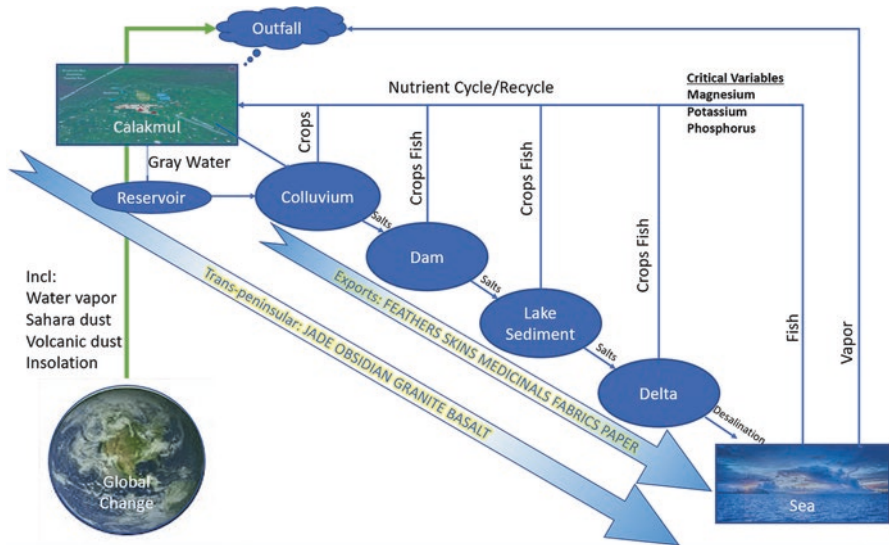 Outfall
Nutrient Cycle/Recycle
Critical Variables
Magnesium
Potassium
Phosphorus
Calakmul
Gray Water
Crops
Crops Fish
Crops Fish
Crops Fish
Fish
Vapor
Reservoir
Colluvium
Salts
Dam
Salts
Lake
Sediment
Salts
Delta
Desalination
Sea
Incl:
Water vapor
Sahara dust
Volcanic dust
Insolation
Trans-peninsular: JADE OBSIDIAN GRANITE BASALT
Exports: FEATHERS SKINS MEDICINALS FABRICS PAPER
Global
Change